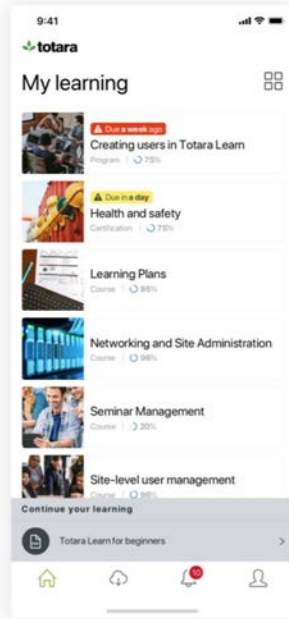 9:41
totara
My learning
Due a week ago
Creating users in Totara Learn
Program | 75%
Due in a day
Health and safety
Certification | 75%
Learning Plans
Course | 85%
Networking and Site Administration
Course | 96%
Seminar Management
Course | 20%
Site-level user management
Course | 96%
Continue your learning
Totara Learn for beginners
10